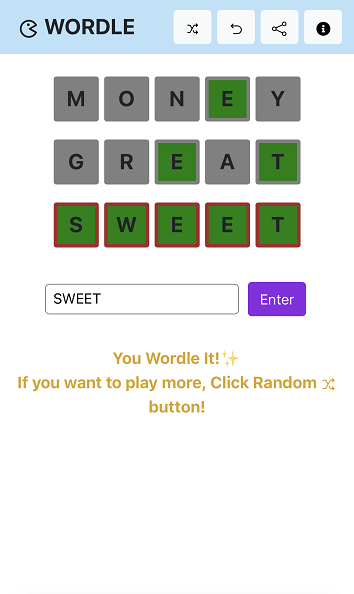 WORDLE
M O N E Y
G R E A T
S W E E T
SWEET Enter
You Wordle It!✨
If you want to play more, Click Random
button!